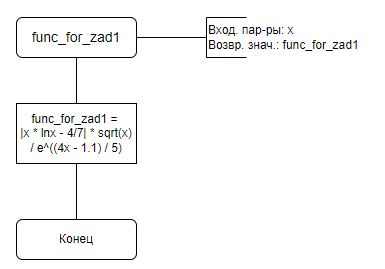 func_for_zad1
Вход. пар-ры: x
Возвр. знач.: func_for_zad1
func_for_zad1 =
|x * lnx - 4/7| * sqrt(x)
/ e^((4x - 1.1) / 5)
Конец